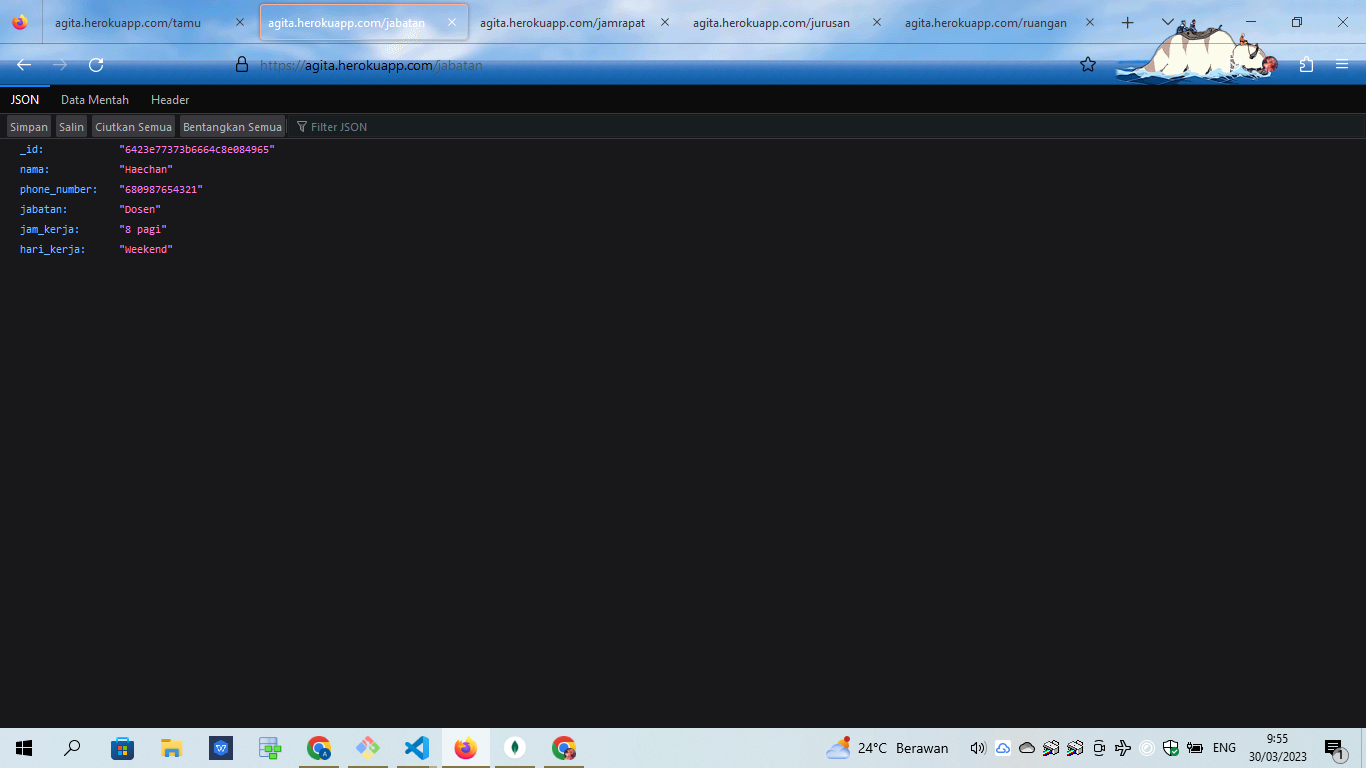 agita.herokuapp.com/tamu agita.herokuapp.com/jabatan agita.herokuapp.com/jamrapat agita.herokuapp.com/jurusan agita.herokuapp.com/ruangan
https://agita.herokuapp.com/jabatan
JSON Data Mentah Header
Simpan Salin Ciutkan Semua Bentangkan Semua Filter JSON
_id: "6423e77373b6664c8e084965"
nama: "Haechan"
phone_number: "680987654321"
jabatan: "Dosen"
jam_kerja: "8 pagi"
hari_kerja: "Weekend"
24°C Berawan ENG 9:55
30/03/2023 1